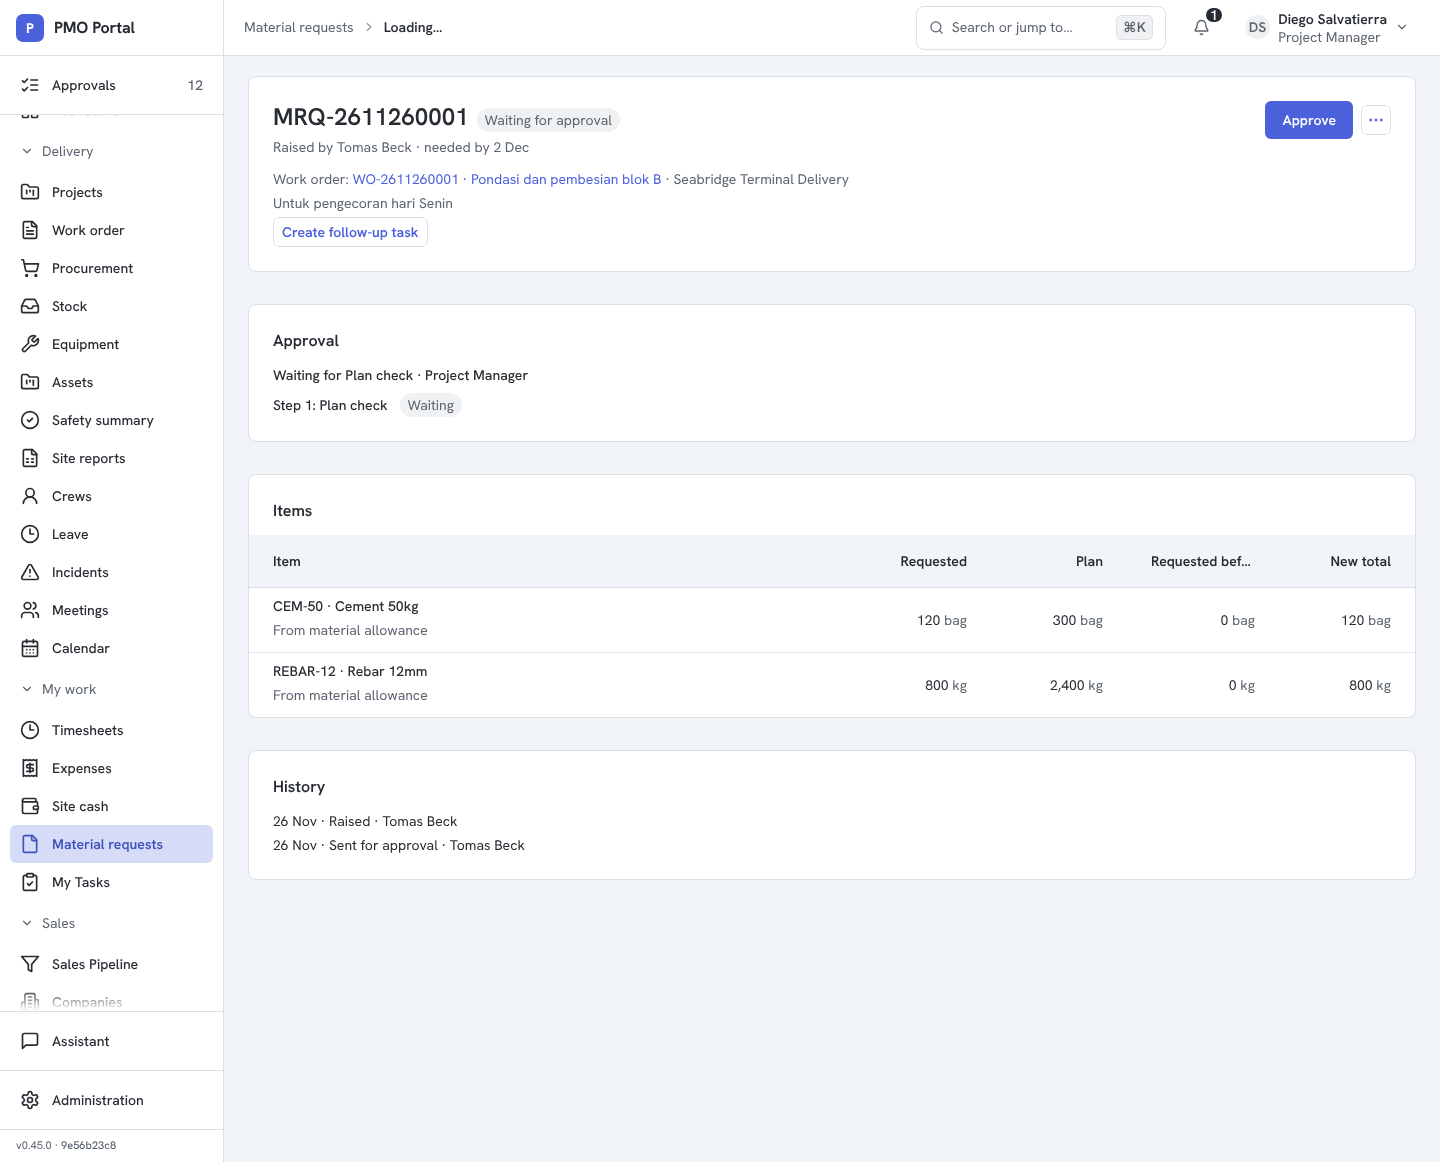 P PMO Portal
Material requests > Loading...
Search or jump to... ⌘K
1
DS Diego Salvatierra
Project Manager
Approvals 12
Delivery
Projects
Work order
Procurement
Stock
Equipment
Assets
Safety summary
Site reports
Crews
Leave
Incidents
Meetings
Calendar
My work
Timesheets
Expenses
Site cash
Material requests
My Tasks
Sales
Sales Pipeline
Companies
Assistant
Administration
v0.45.0 · 9e56b23c8
MRQ-2611260001 Waiting for approval
Approve ...
Raised by Tomas Beck · needed by 2 Dec
Work order: WO-2611260001 · Pondasi dan pembesian blok B · Seabridge Terminal Delivery
Untuk pengecoran hari Senin
Create follow-up task
Approval
Waiting for Plan check · Project Manager
Step 1: Plan check Waiting
Items
Item Requested Plan Requested bef... New total
CEM-50 · Cement 50kg
From material allowance
120 bag 300 bag 0 bag 120 bag
REBAR-12 · Rebar 12mm
From material allowance
800 kg 2,400 kg 0 kg 800 kg
History
26 Nov · Raised · Tomas Beck
26 Nov · Sent for approval · Tomas Beck